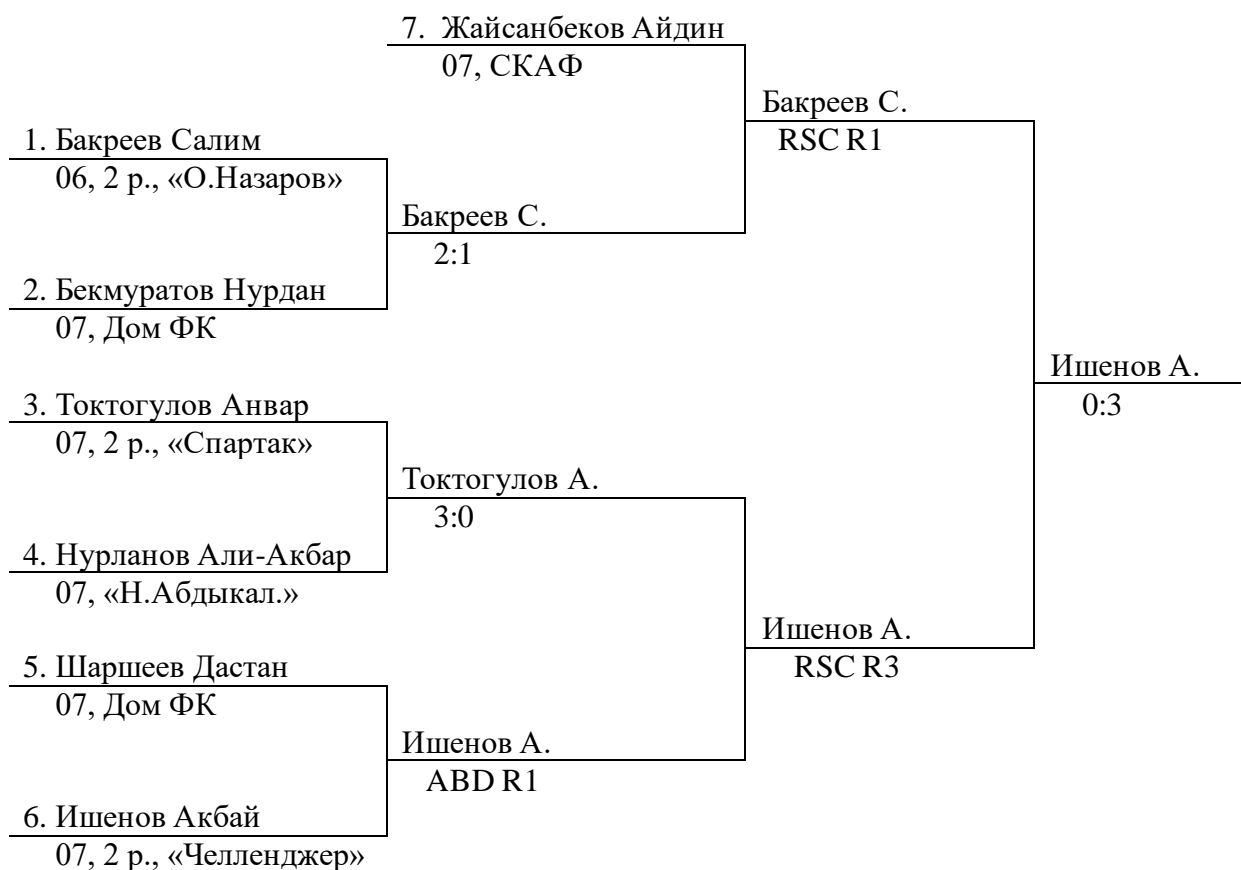 7. Жайсанбеков Айдин
07, СКАФ
Бакреев С.
RSC R1
1. Бакреев Салим
06, 2 р., «О.Назаров»
Бакреев С.
2:1
2. Бекмуратов Нурдан
07, Дом ФК
Ишенов А.
0:3
3. Токтогулов Анвар
07, 2 р., «Спартак»
Токтогулов А.
3:0
4. Нурланов Али-Акбар
07, «Н.Абдыкал.»
Ишенов А.
RSC R3
5. Шаршеев Дастан
07, Дом ФК
Ишенов А.
ABD R1
6. Ишенов Акбай
07, 2 р., «Челленджер»